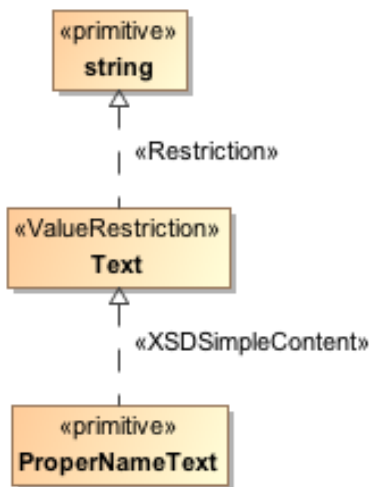 «primitive»
string
«Restriction»
«ValueRestriction»
Text
«XSDSimpleContent»
«primitive»
ProperNameText